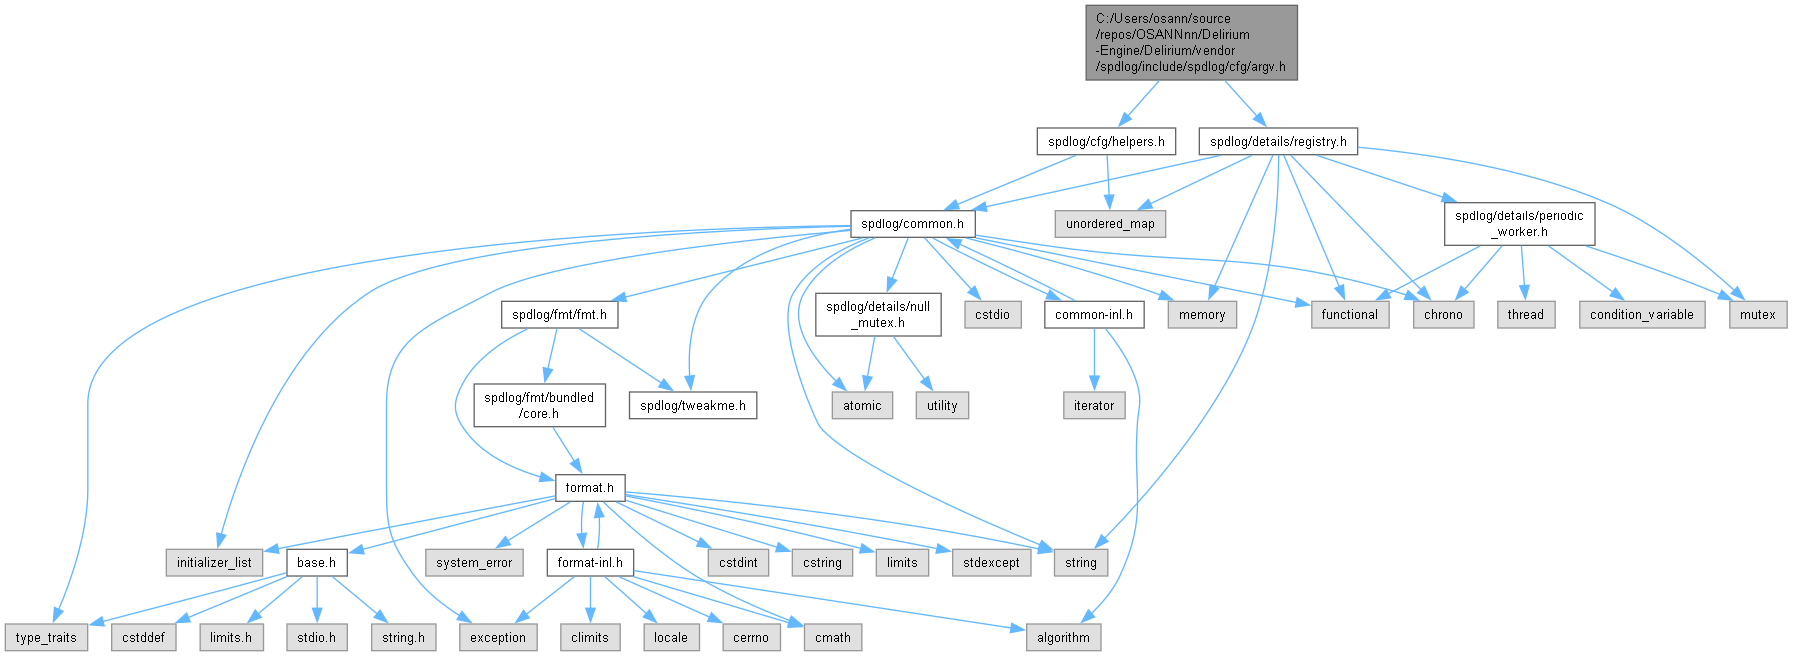 C:/Users/osann/source
/repos/OSANNnn/Delirium
-Engine/Delirium/vendor
/spdlog/include/spdlog/cfg/argv.h
spdlog/cfg/helpers.h
spdlog/details/registry.h
spdlog/common.h
unordered_map
spdlog/details/periodic
_worker.h
spdlog/fmt/fmt.h
spdlog/details/null
_mutex.h
cstdio
common-inl.h
memory
functional
chrono
thread
condition_variable
mutex
spdlog/fmt/bundled
/core.h
spdlog/tweakme.h
atomic
utility
iterator
format.h
initializer_list
base.h
system_error
format-inl.h
cstdint
cstring
limits
stdexcept
string
type_traits
cstddef
limits.h
stdio.h
string.h
exception
climits
locale
cerrno
cmath
algorithm